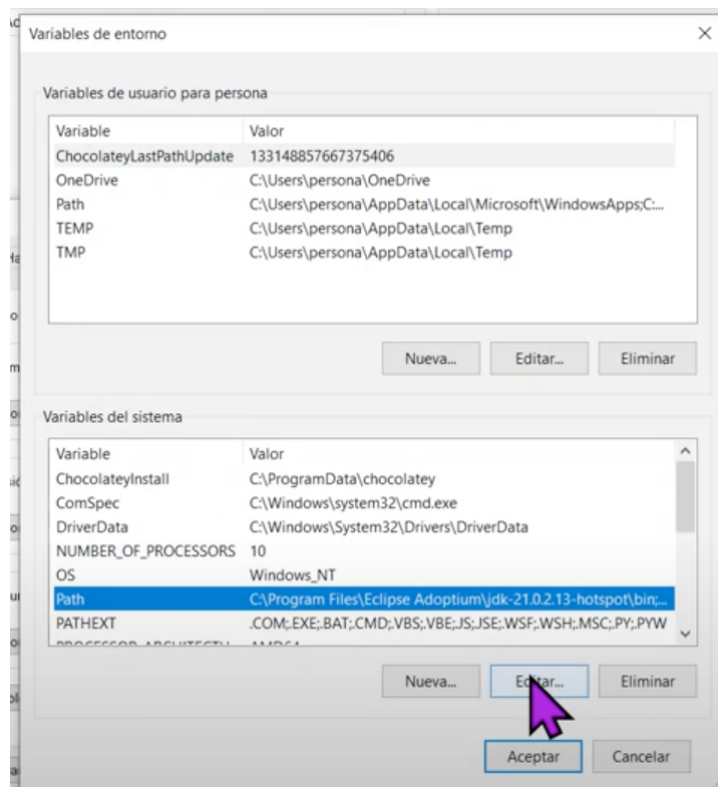 Variables de entorno
Variables de usuario para persona
Variable Valor
ChocolateyLastPathUpdate 133148857667375406
OneDrive C:\Users\persona\OneDrive
Path C:\Users\persona\AppData\Local\Microsoft\WindowsApps;C:...
TEMP C:\Users\persona\AppData\Local\Temp
TMP C:\Users\persona\AppData\Local\Temp
Nueva... Editar... Eliminar
Variables del sistema
Variable Valor
ChocolateyInstall C:\ProgramData\chocolatey
ComSpec C:\Windows\system32\cmd.exe
DriverData C:\Windows\System32\Drivers\DriverData
NUMBER_OF_PROCESSORS 10
OS Windows_NT
Path C:\Program Files\Eclipse Adoptium\jdk-21.0.2.13-hotspot\bin;...
PATHEXT .COM;.EXE;.BAT;.CMD;.VBS;.VBE;.JS;.JSE;.WSF;.WSH;.MSC;.PY;.PYW
Nueva... Editar... Eliminar
Aceptar Cancelar